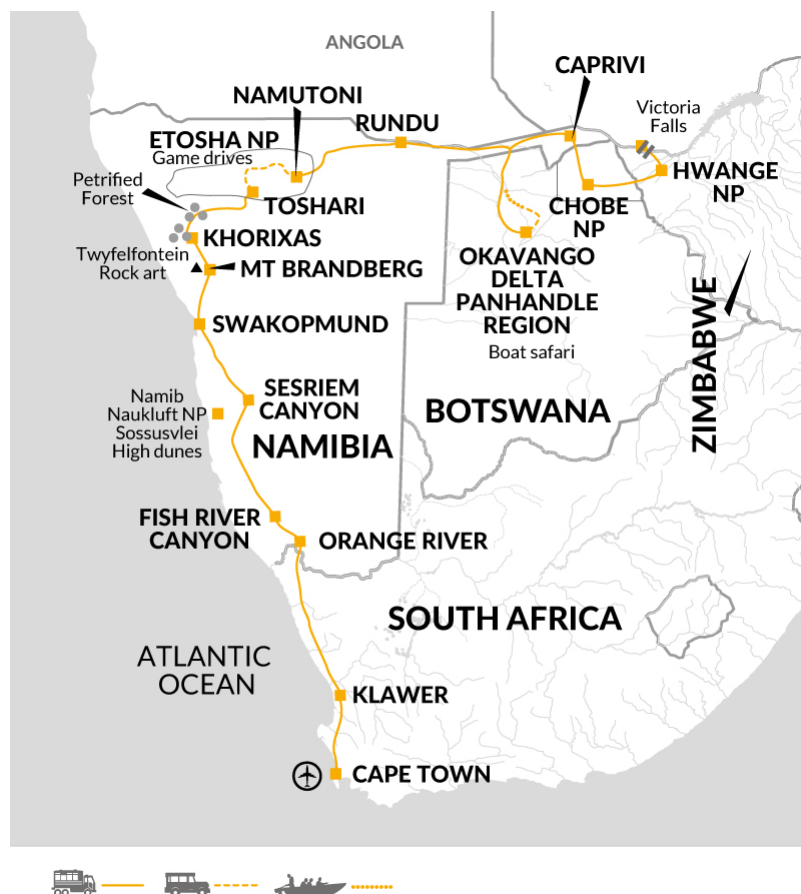 ANGOLA
CAPRIVI
NAMUTONI
Victoria
Falls
RUNDU
ETOSHA NP
Game drives
HWANGE
NP
Petrified
Forest
TOSHARI
CHOBE
NP
KHORIXAS
Twyfelfontein
Rock art
MT BRANDBERG
OKAVANGO
DELTA
PANHANDLE
REGION
Boat safari
SWAKOPMUND
ZIMBABWE
SESRIEM
CANYON
Namib
Naukluft NP
Sossusvlei
High dunes
BOTSWANA
NAMIBIA
FISH RIVER
CANYON
ORANGE RIVER
SOUTH AFRICA
ATLANTIC
OCEAN
KLAWER
CAPE TOWN